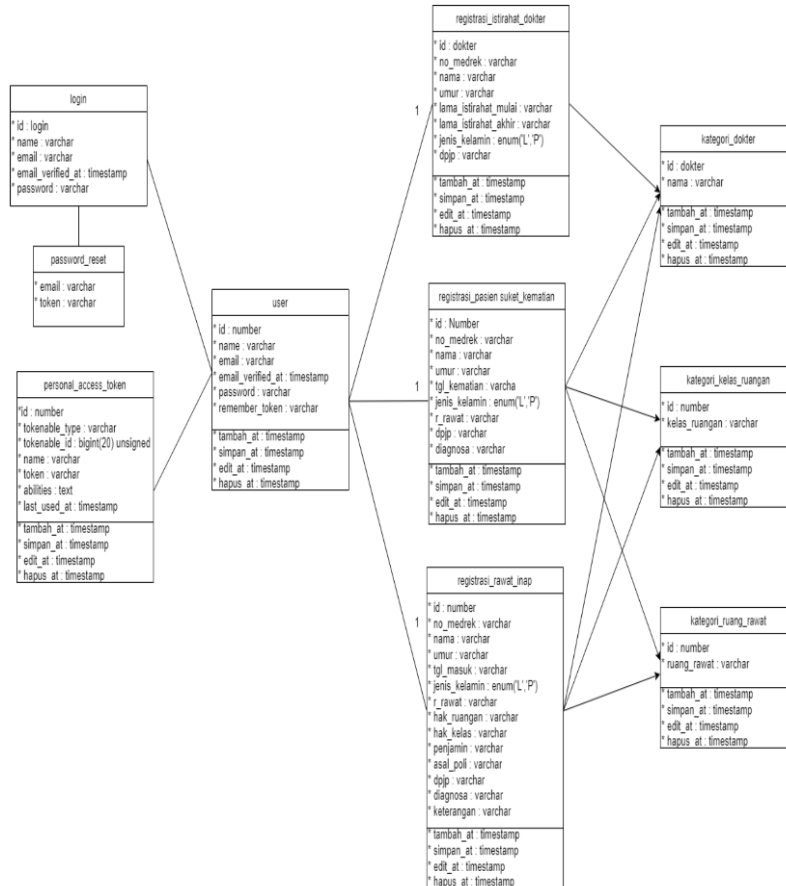 login
* id : login
* name : varchar
* email : varchar
* email_verified_at : timestamp
* password : varchar
password_reset
* email : varchar
* token : varchar
personal_access_token
*id : number
* tokenable_type : varchar
* tokenable_id : bigint(20) unsigned
* name : varchar
* token : varchar
* abilities : text
* last_used_at : timestamp
* tambah_at : timestamp
* simpan_at : timestamp
* edit_at : timestamp
* hapus_at : timestamp
user
* id : number
* name : varchar
* email : varchar
* email_verified_at : timestamp
* password : varchar
* remember_token : varchar
* tambah_at : timestamp
* simpan_at : timestamp
* edit_at : timestamp
* hapus_at : timestamp
1
1
1
registrasi_istirahat_dokter
* id : dokter
* no_medrek : varchar
* nama : varchar
* umur : varchar
* lama_istirahat_mulai : varchar
* lama_istirahat_akhir : varchar
* jenis_kelamin : enum('L','P')
* dpjp : varchar
* tambah_at : timestamp
* simpan_at : timestamp
* edit_at : timestamp
* hapus_at : timestamp
registrasi_pasien suket_kematian
* id : Number
* no_medrek : varchar
* nama : varchar
* umur : varchar
* tgl_kematian : varcha
* jenis_kelamin : enum('L','P')
* r_rawat : varchar
* dpjp : varchar
* diagnosa : varchar
* tambah_at : timestamp
* simpan_at : timestamp
* edit_at : timestamp
* hapus_at : timestamp
registrasi_rawat_inap
* id : number
* no_medrek : varchar
* nama : varchar
* umur : varchar
* tgl_masuk : varchar
* jenis_kelamin : enum('L','P')
* r_rawat : varchar
* hak_ruangan : varchar
* hak_kelas : varchar
* penjamin : varchar
* asal_poli : varchar
* dpjp : varchar
* diagnosa : varchar
* keterangan : varchar
* tambah_at : timestamp
* simpan_at : timestamp
* edit_at : timestamp
* hapus_at : timestamp
kategori_dokter
* id : dokter
* nama : varchar
* tambah_at : timestamp
* simpan_at : timestamp
* edit_at : timestamp
* hapus_at : timestamp
kategori_kelas_ruangan
* id : number
* kelas_ruangan : varchar
* tambah_at : timestamp
* simpan_at : timestamp
* edit_at : timestamp
* hapus_at : timestamp
kategori_ruang_rawat
* id : number
* ruang_rawat : varchar
* tambah_at : timestamp
* simpan_at : timestamp
* edit_at : timestamp
* hapus_at : timestamp